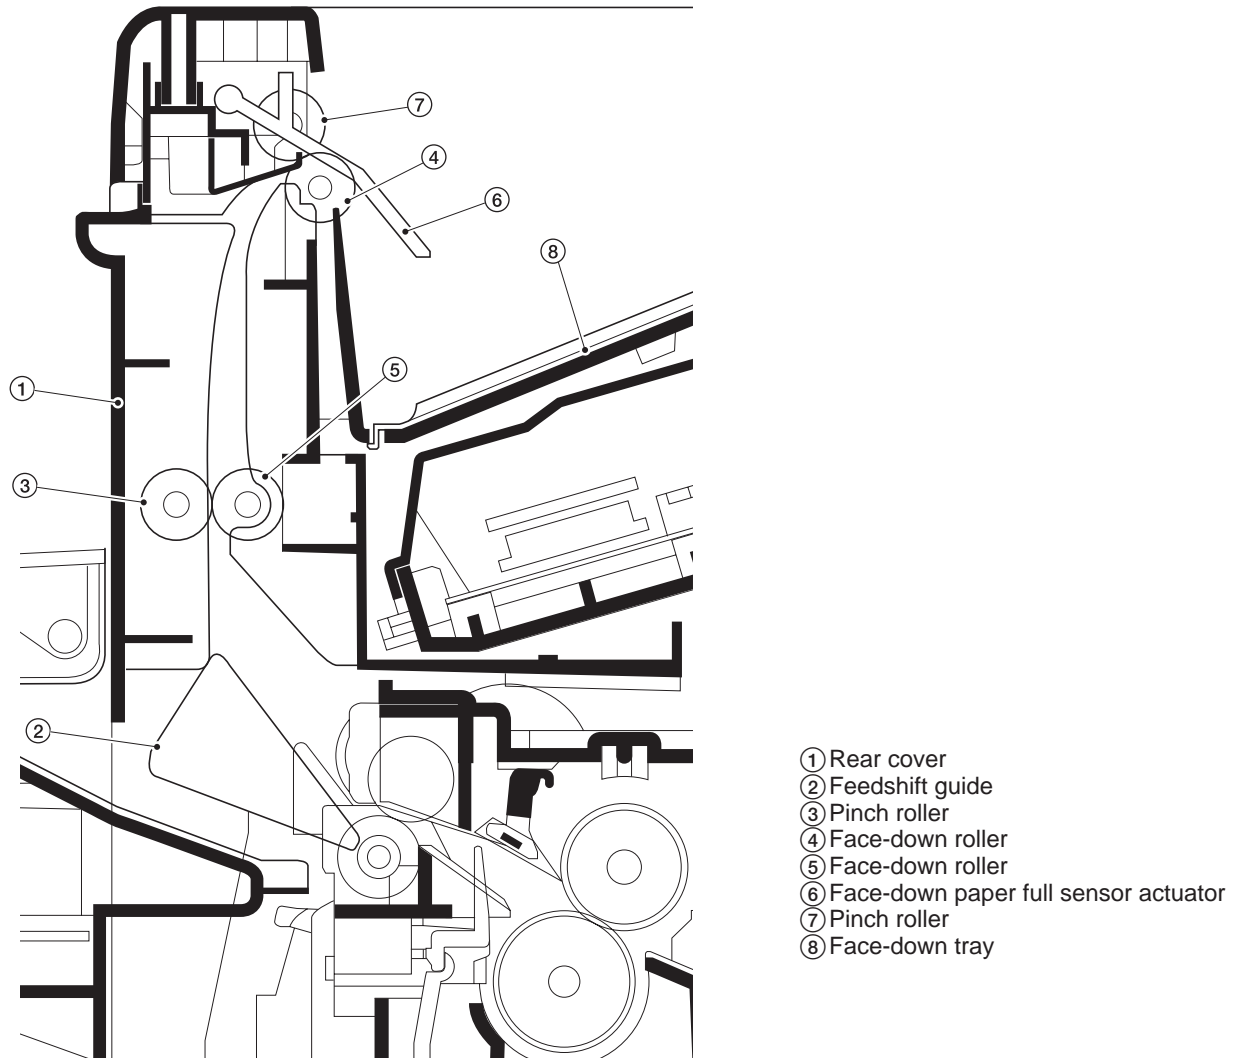 ⑦
④
⑥
⑧
⑤
①
③
②
①Rear cover
②Feedshift guide
③Pinch roller
④Face-down roller
⑤Face-down roller
⑥Face-down paper full sensor actuator
⑦Pinch roller
⑧Face-down tray